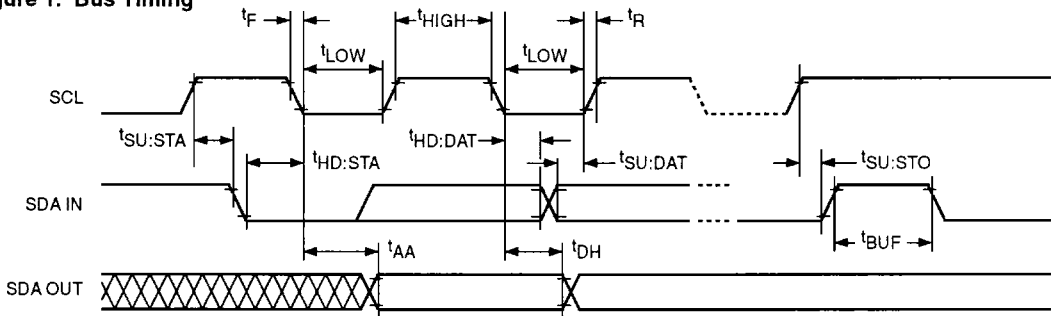 Figure 1. Bus Timing
tF
tHIGH
tR
tLOW
tLOW
SCL
tSU:STA
tHD:STA
tHD:DAT
tSU:DAT
tSU:STO
SDA IN
tBUF
tAA
tDH
SDA OUT